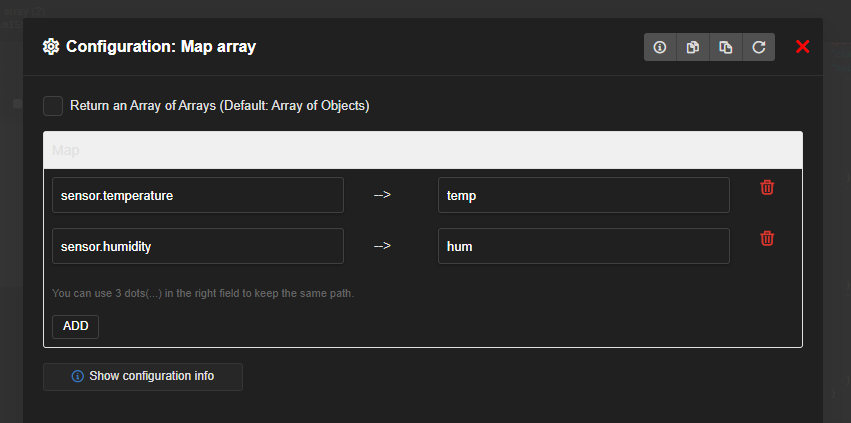 Configuration: Map array
Return an Array of Arrays (Default: Array of Objects)
Map
sensor.temperature --> temp
sensor.humidity --> hum
You can use 3 dots(...) in the right field to keep the same path.
ADD
Show configuration info